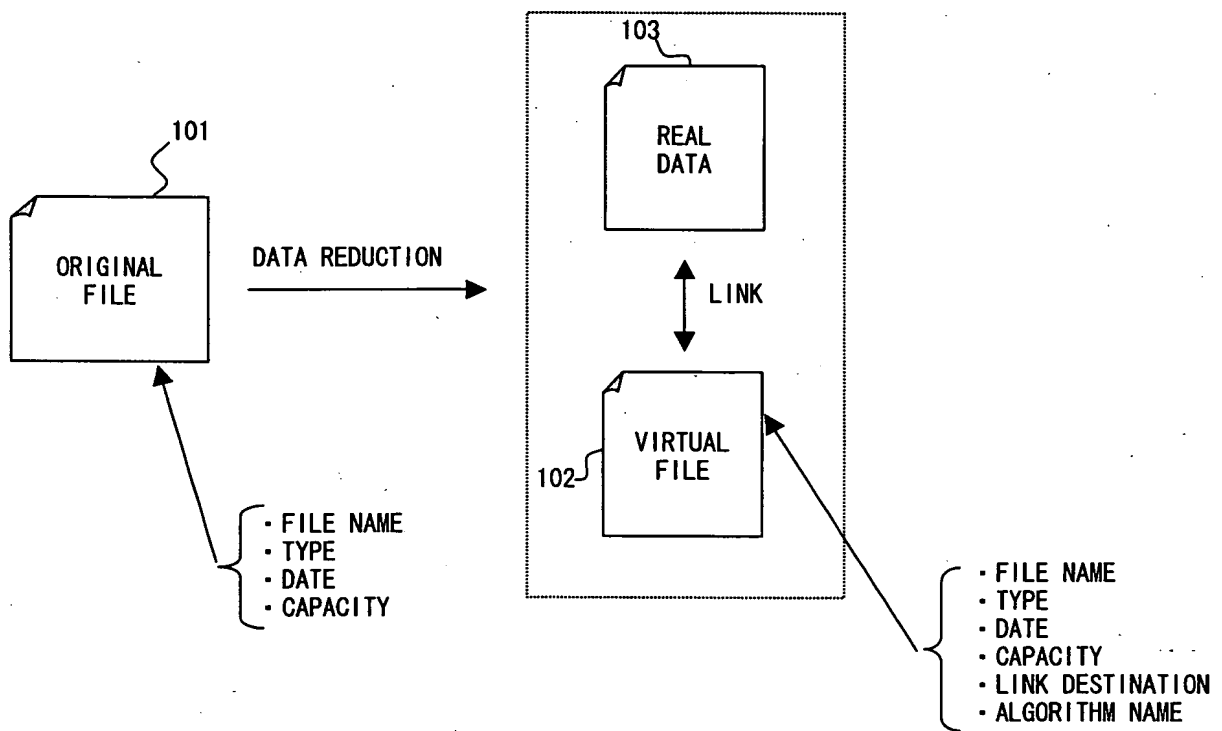 103
REAL
DATA
101
ORIGINAL
FILE
DATA REDUCTION
LINK
VIRTUAL
FILE
102
· FILE NAME
· TYPE
· DATE
· CAPACITY
· FILE NAME
· TYPE
· DATE
· CAPACITY
· LINK DESTINATION
· ALGORITHM NAME